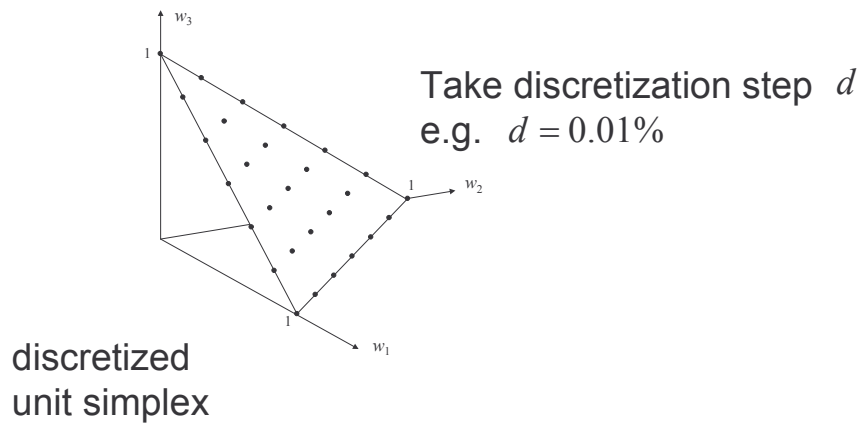 w₃
1
Take discretization step d
e.g. d = 0.01%
1
w₂
1
w₁
discretized
unit simplex